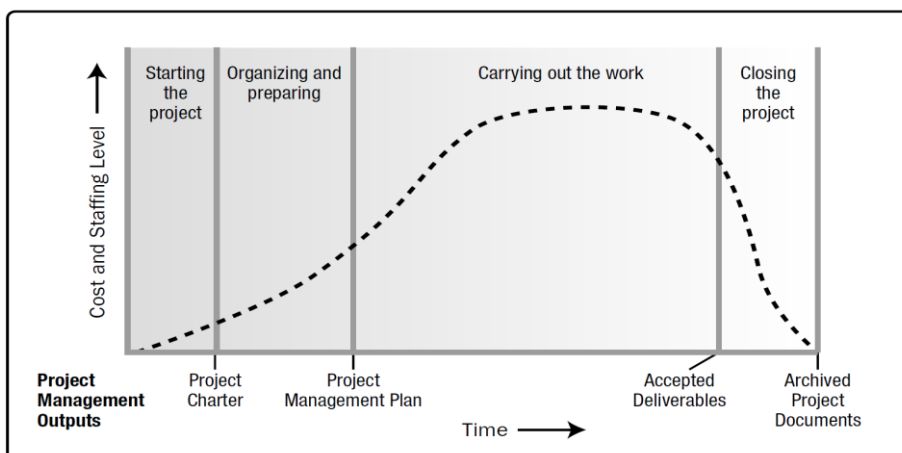 Starting
the
project
Organizing and
preparing
Carrying out the work
Closing
the
project
Cost and Staffing Level
Project
Management
Outputs
Project
Charter
Project
Management Plan
Accepted
Deliverables
Archived
Project
Documents
Time